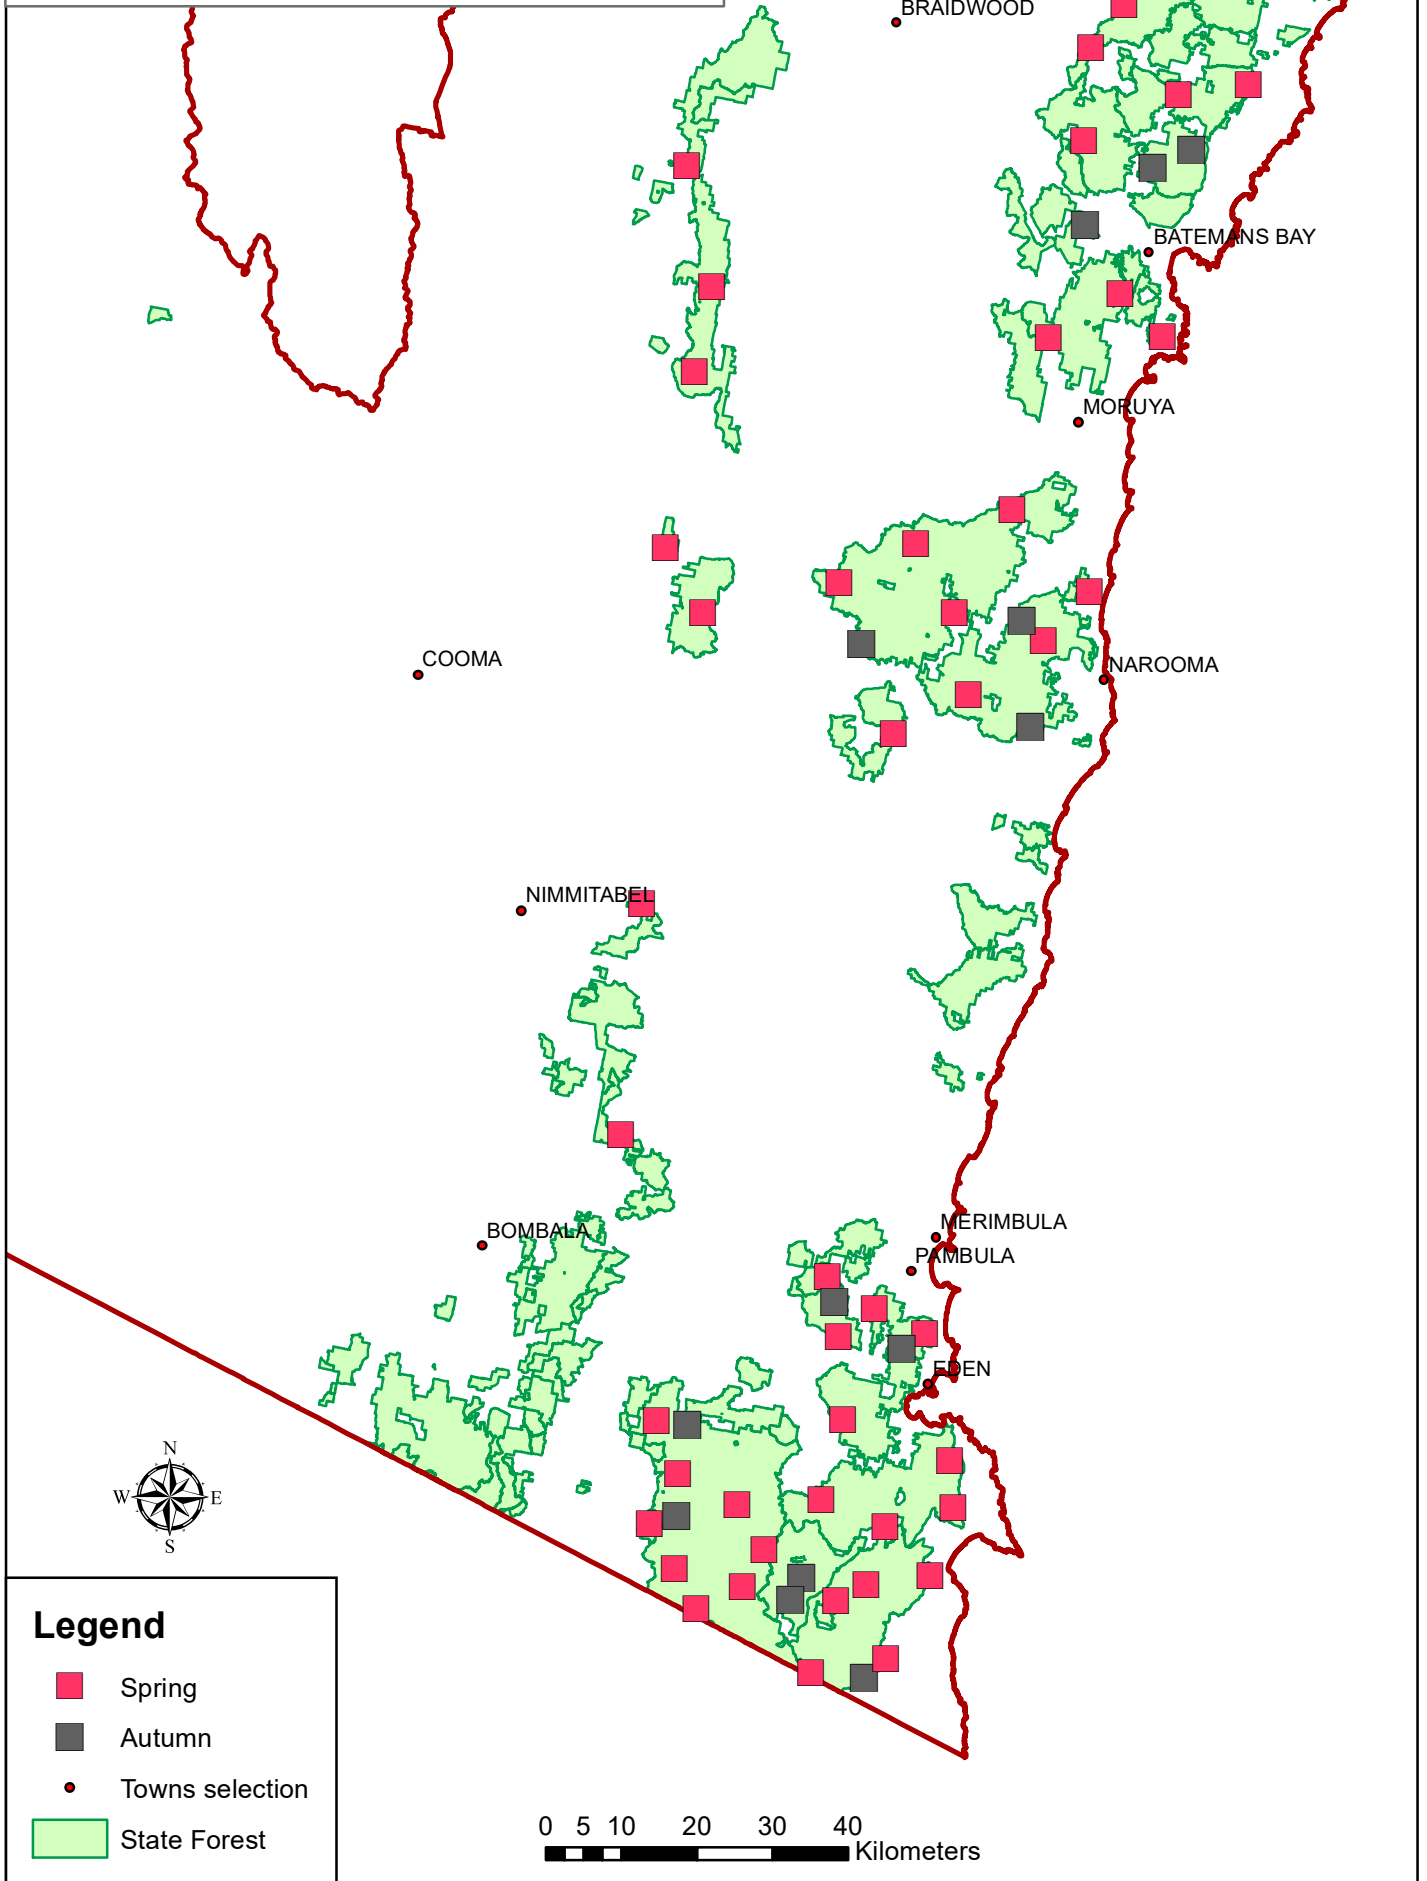 BRAIDWOOD
BATEMANS BAY
MORUYA
COOMA
NAROOMA
NIMMITABEL
MERIMBULA
BOMBALA
PAMBULA
EDEN
N
W E
S
Legend
Spring
Autumn
Towns selection
State Forest
0 5 10 20 30 40
Kilometers